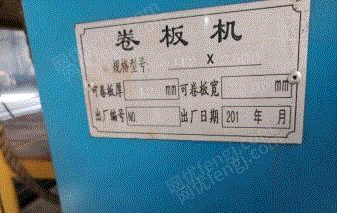 卷板机
规格型号 X
可卷板厚 mm 可卷板宽 mm
出厂编号 NO 出厂日期 201 年 月